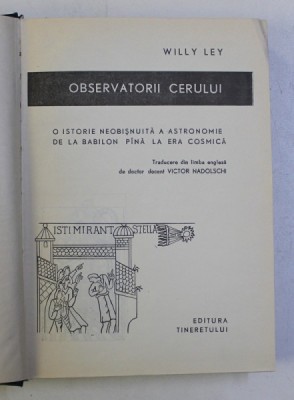 WILLY LEY
OBSERVATORII CERULUI
O ISTORIE NEOBIȘNUITĂ A ASTRONOMIE
DE LA BABILON PÎNĂ LA ERA COSMICĂ
Traducere din limba engleză
de doctor docent VICTOR NADOLSCHI
ISTI MIRANT STELLA
EDITURA
TINERETULUI